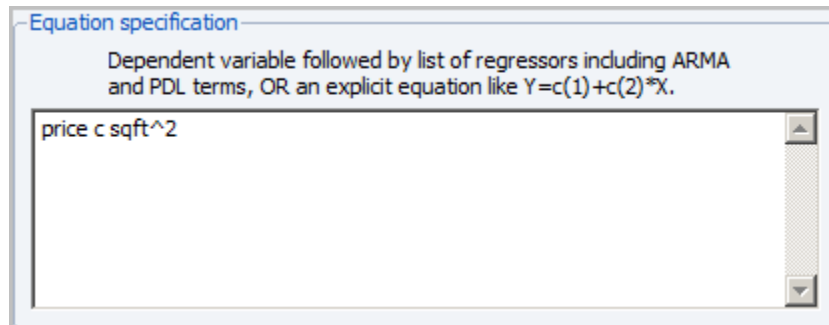 Equation specification
Dependent variable followed by list of regressors including ARMA
and PDL terms, OR an explicit equation like Y=c(1)+c(2)*X.
price c sqft^2